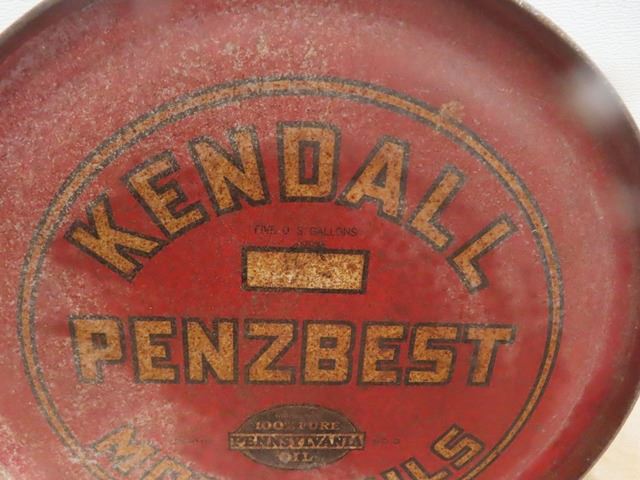 KENDALL
FIVE U. S. GALLONS
PENZBEST
100% PURE
PENNSYLVANIA
OIL